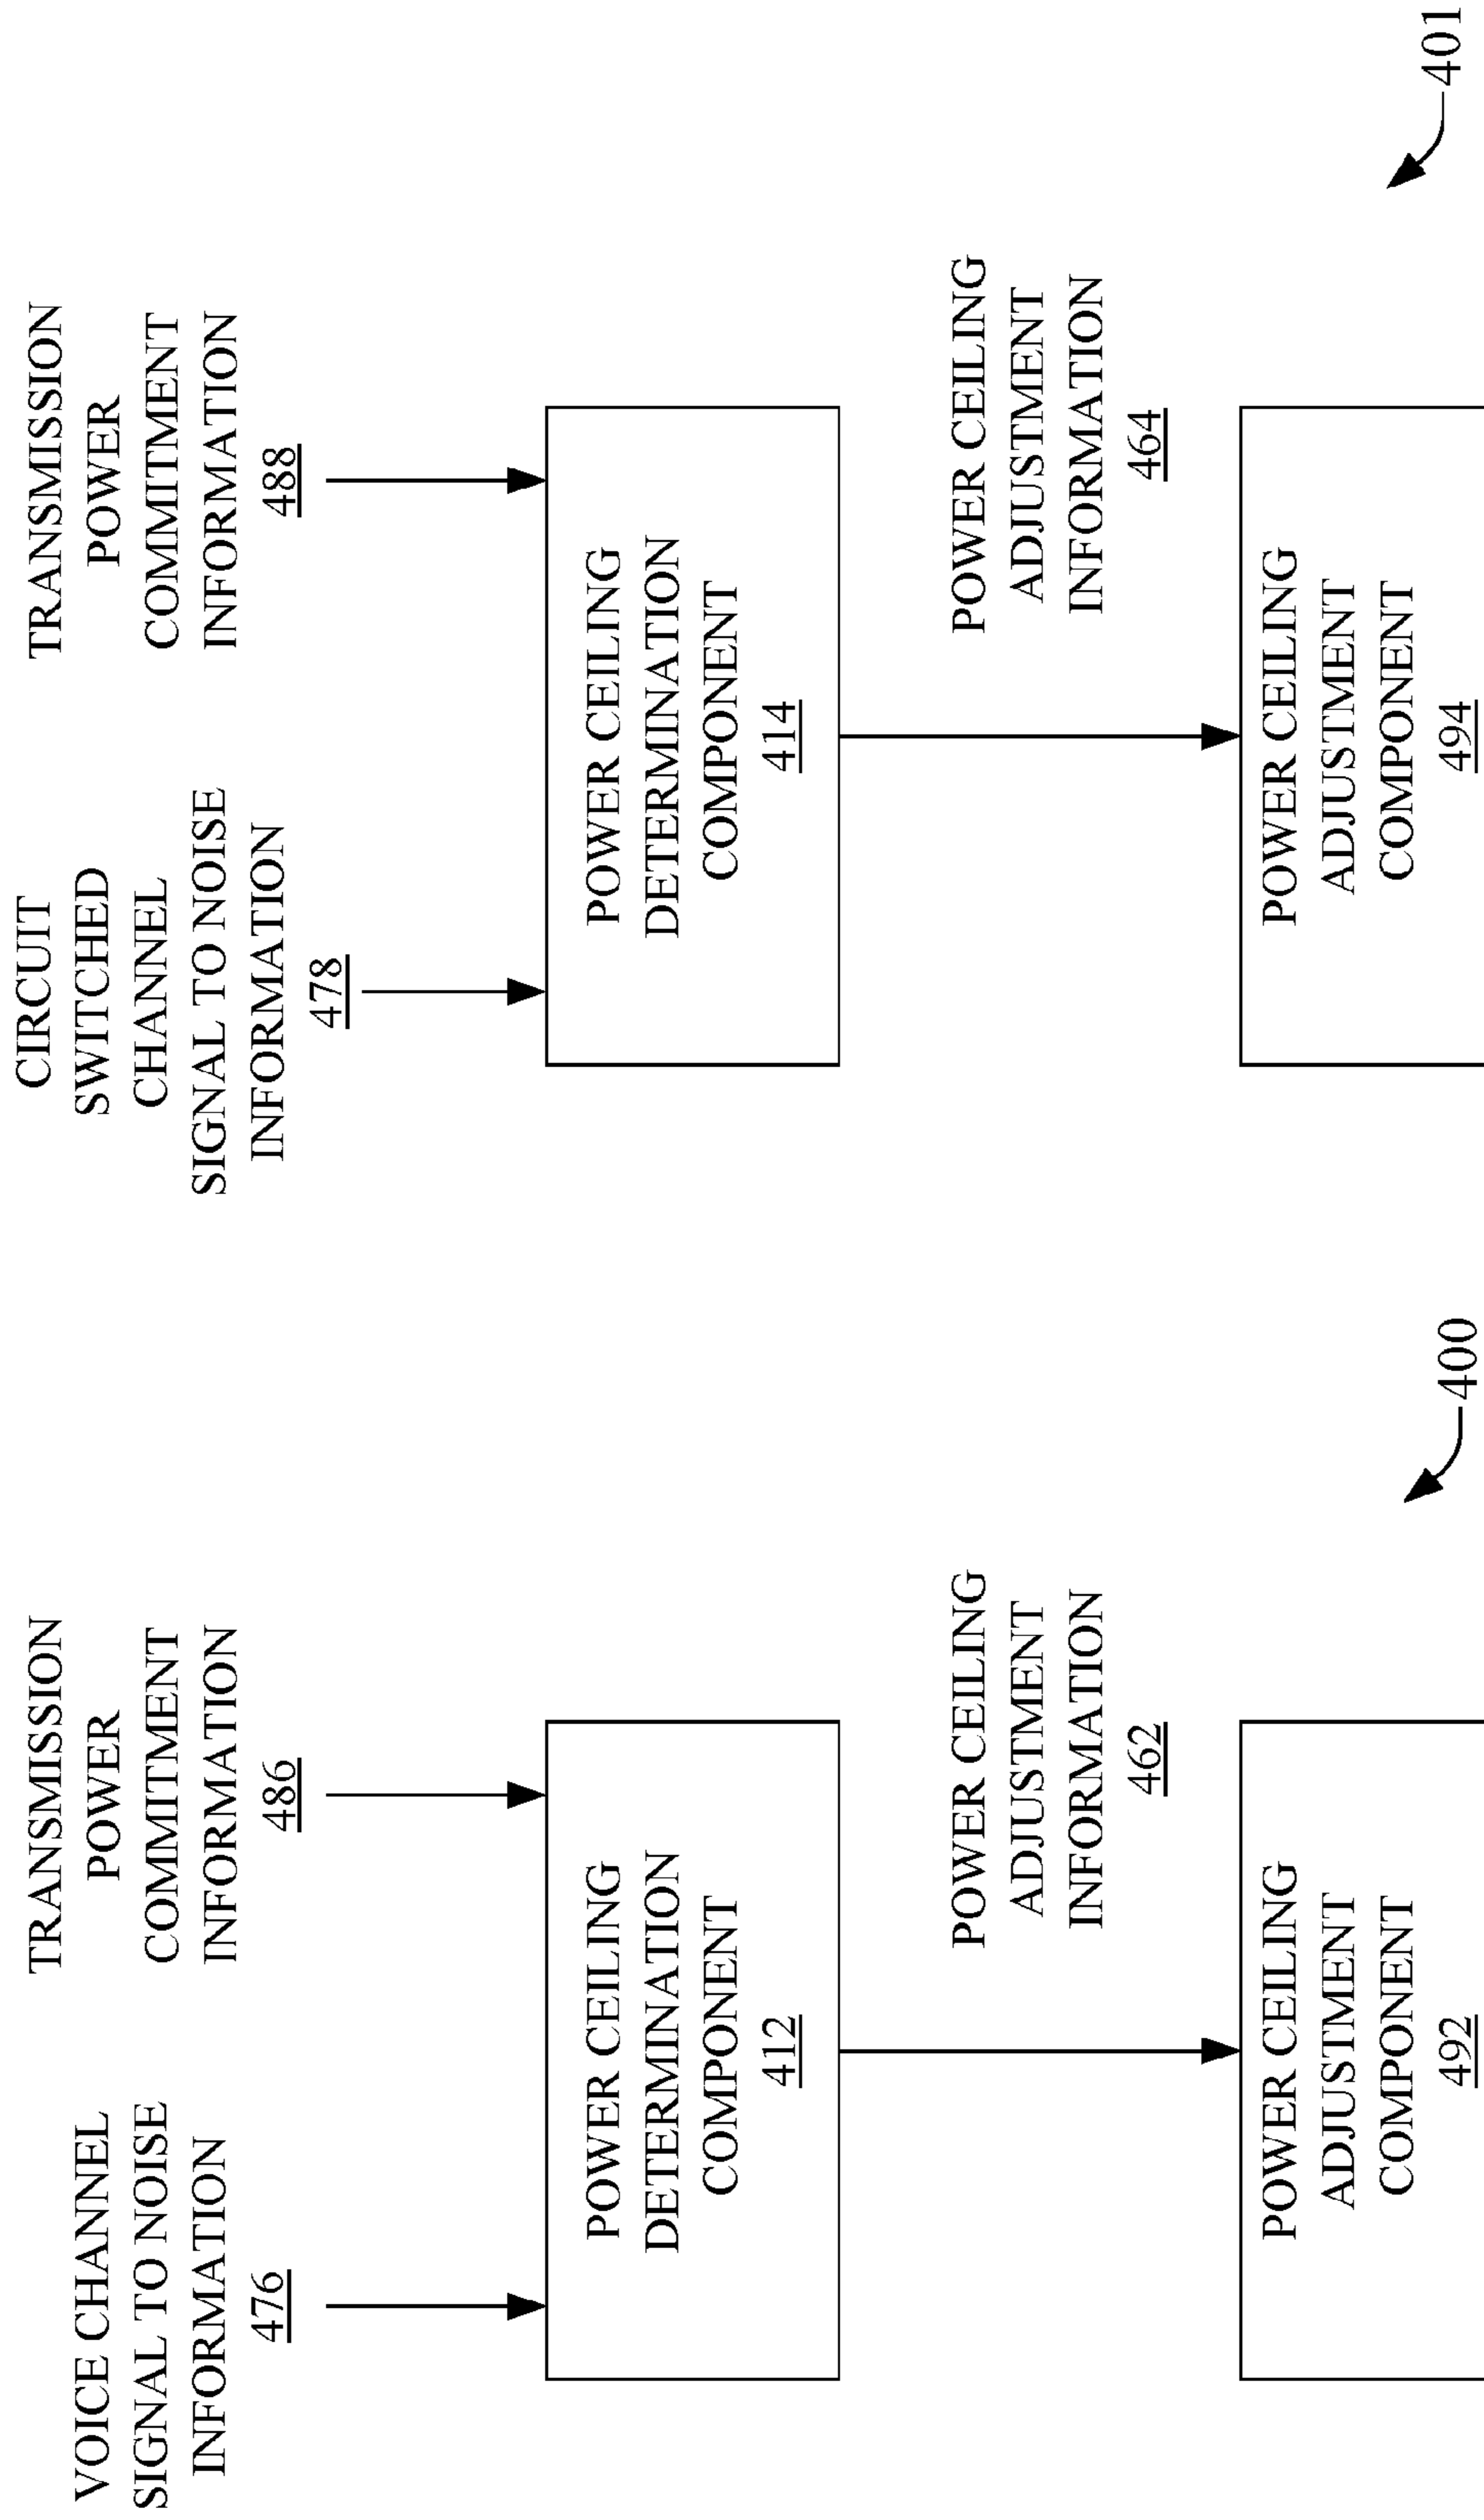 VOICE CHANNEL
SIGNAL TO NOISE
INFORMATION
476
TRANSMISSION
POWER
COMMITMENT
INFORMATION
486
POWER CEILING
DETERMINATION
COMPONENT
412
POWER CEILING
ADJUSTMENT
INFORMATION
462
POWER CEILING
ADJUSTMENT
COMPONENT
492
400
CIRCUIT
SWITCHED
CHANNEL
SIGNAL TO NOISE
INFORMATION
478
TRANSMISSION
POWER
COMMITMENT
INFORMATION
488
POWER CEILING
DETERMINATION
COMPONENT
414
POWER CEILING
ADJUSTMENT
INFORMATION
464
POWER CEILING
ADJUSTMENT
COMPONENT
494
401